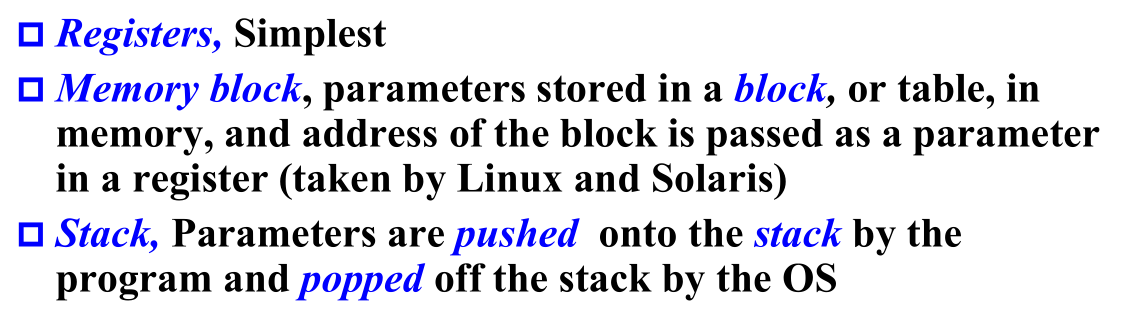 Registers, Simplest
Memory block, parameters stored in a block, or table, in
memory, and address of the block is passed as a parameter
in a register (taken by Linux and Solaris)
Stack, Parameters are pushed onto the stack by the
program and popped off the stack by the OS